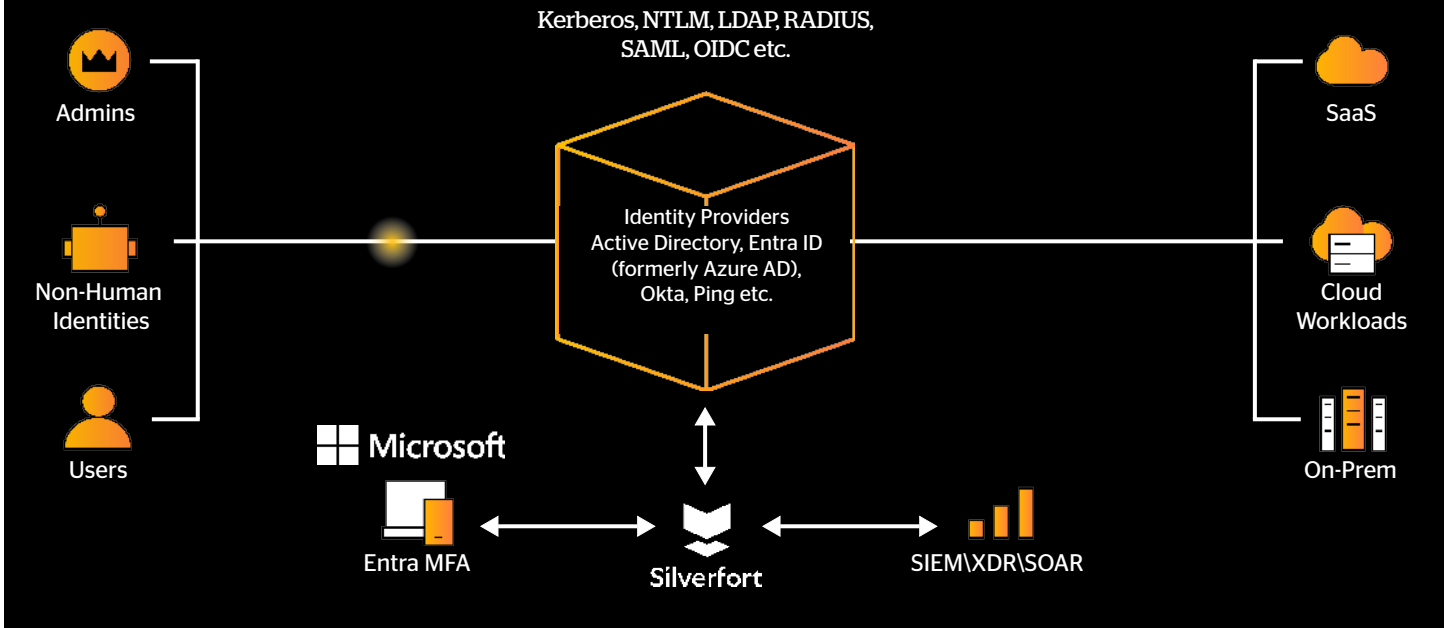 Kerberos, NTLM, LDAP, RADIUS,
SAML, OIDC etc.
Admins
Non-Human
Identities
Users
Identity Providers
Active Directory, Entra ID
(formerly Azure AD),
Okta, Ping etc.
SaaS
Cloud
Workloads
On-Prem
Microsoft
Entra MFA
Silverfort
SIEM\XDR\SOAR